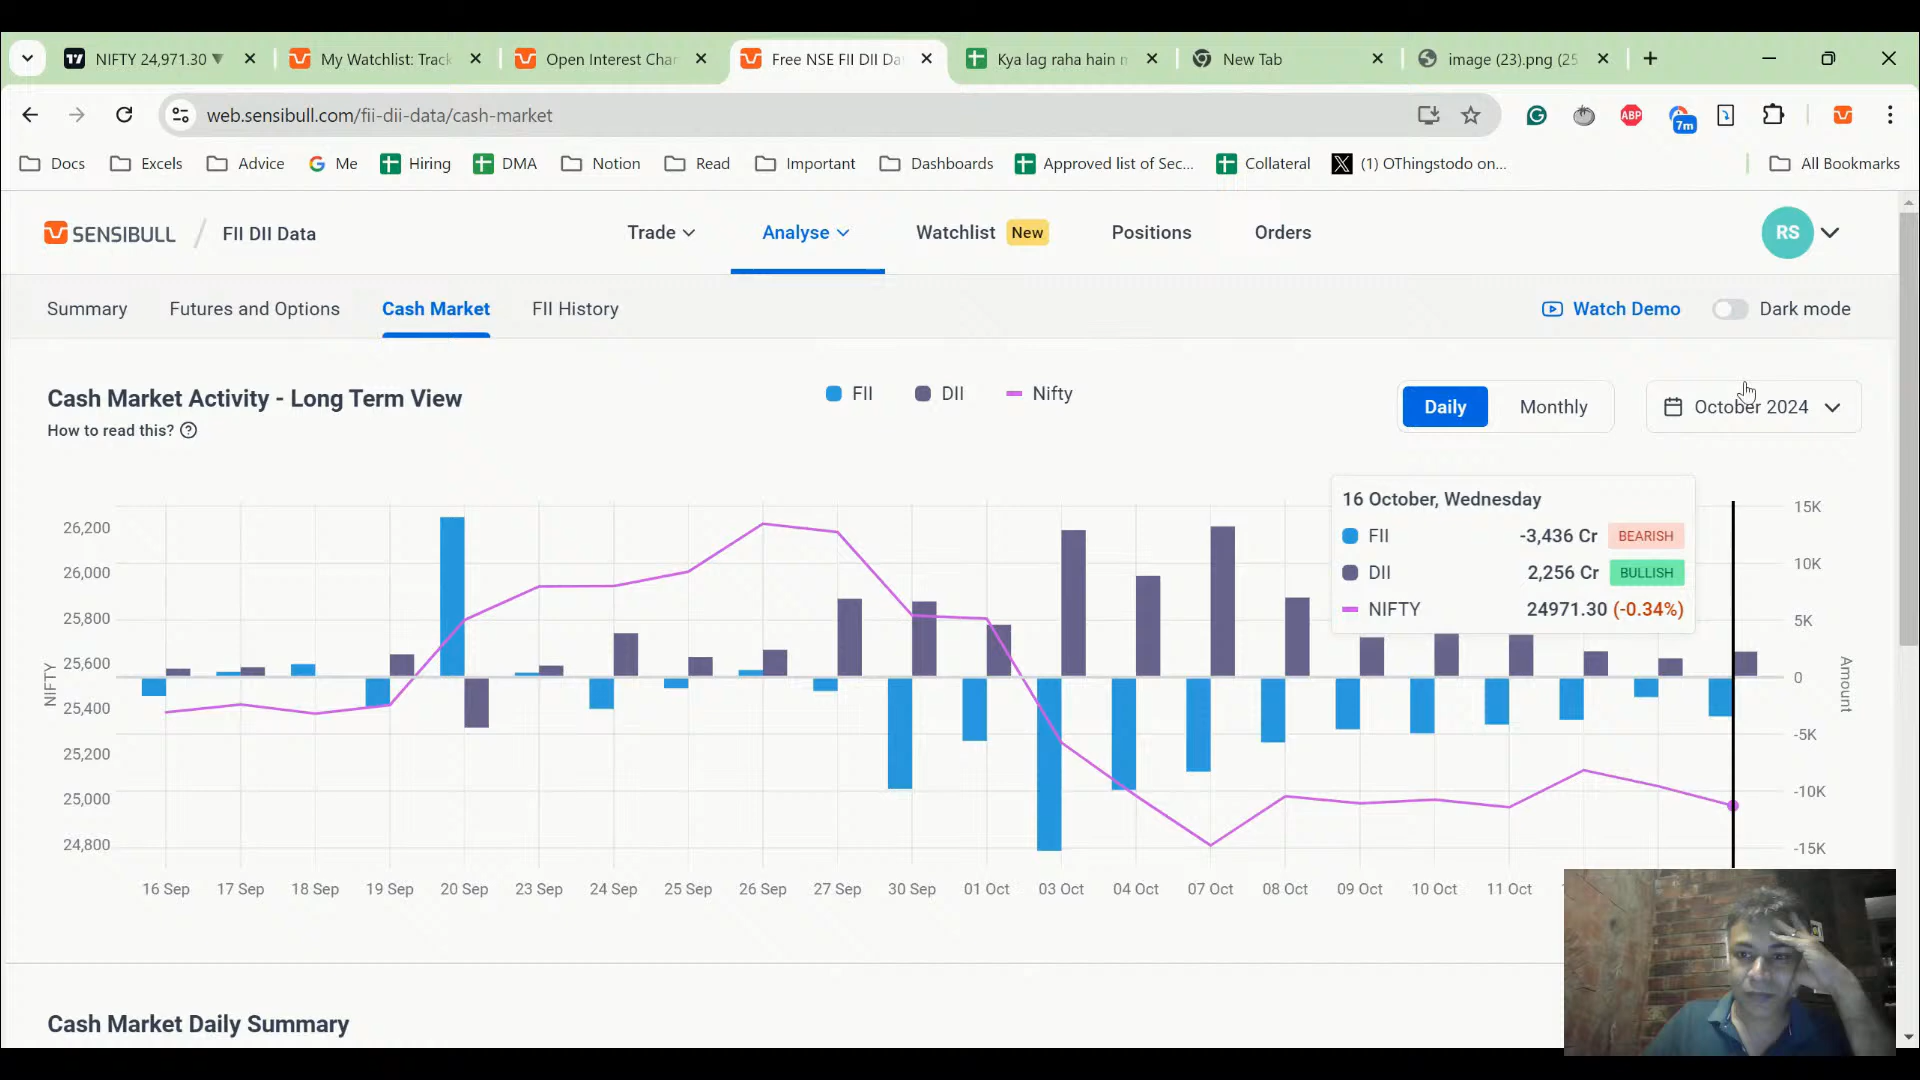 NIFTY 24,971.30 ▼
My Watchlist: Track
Open Interest Char
Free NSE FII DII Da
Kya lag raha hain m
New Tab
image (23).png (25
web.sensibull.com/fii-dii-data/cash-market
ABP
7m
Docs
Excels
Advice
Me
Hiring
DMA
Notion
Read
Important
Dashboards
Approved list of Sec...
Collateral
(1) OThingstodo on...
All Bookmarks
SENSIBULL / FII DII Data
Trade
Analyse
Watchlist New
Positions
Orders
RS
Summary
Futures and Options
Cash Market
FII History
Watch Demo
Dark mode
Cash Market Activity - Long Term View
How to read this?
FII
DII
Nifty
Daily
Monthly
October 2024
16 October, Wednesday
FII -3,436 Cr BEARISH
DII 2,256 Cr BULLISH
NIFTY 24971.30 (-0.34%)
26,200
26,000
25,800
25,600
25,400
25,200
25,000
24,800
NIFTY
15K
10K
5K
0
-5K
-10K
-15K
Amount
16 Sep 17 Sep 18 Sep 19 Sep 20 Sep 23 Sep 24 Sep 25 Sep 26 Sep 27 Sep 30 Sep 01 Oct 03 Oct 04 Oct 07 Oct 08 Oct 09 Oct 10 Oct 11 Oct
Cash Market Daily Summary